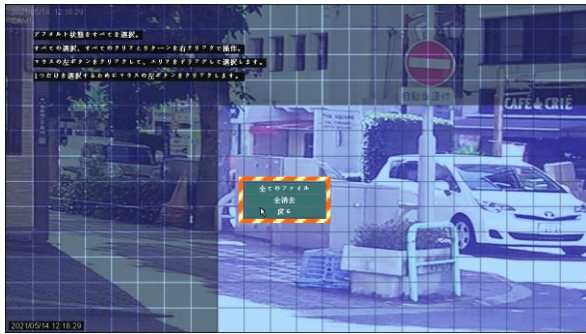 2021/05/14 12:18:29
デフォルト状態をすべてを選択。
すべての選択、すべてのクリアとリターンを右クリックで操作。
マウスの左ボタンをクリックして、エリアをドラッグして選択します。
1つだけを選択するためにマウスの左ボタンをクリックします。
CAFE & CRIÉ
THE SQUARE
全てのファイル
全消去
戻る
2021/05/14 12:18:29